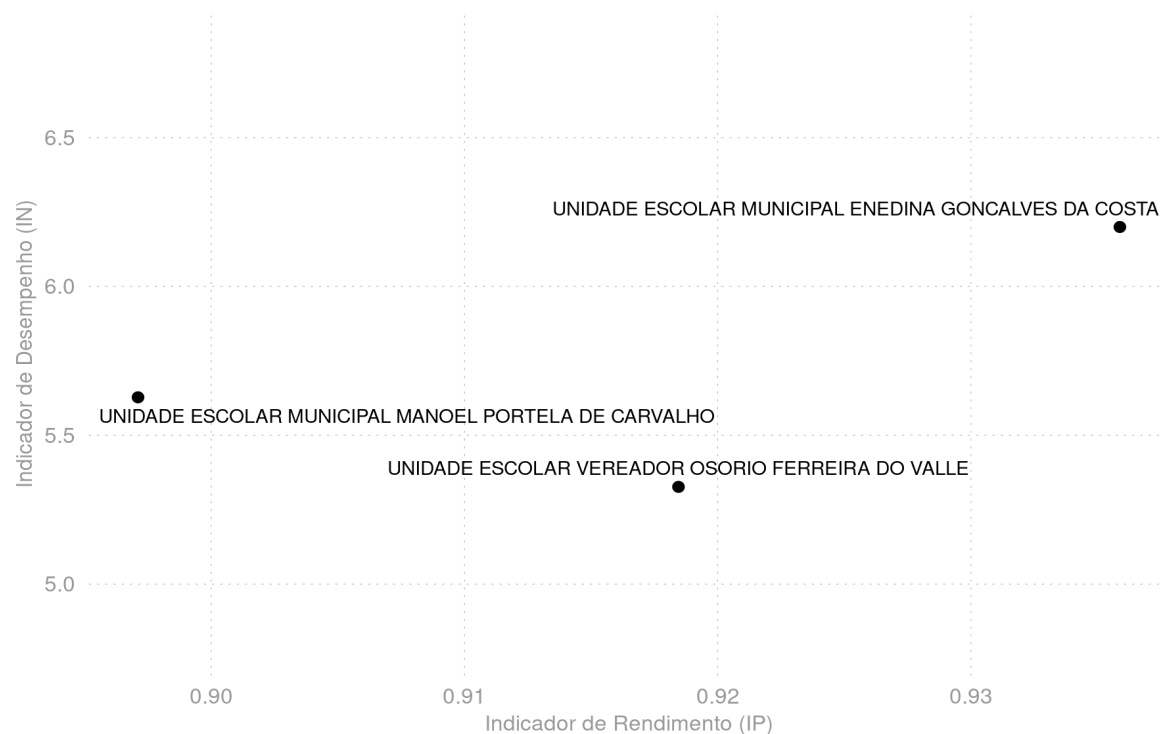 6.5
UNIDADE ESCOLAR MUNICIPAL ENEDINA GONCALVES DA COSTA
6.0
Indicador de Desempenho (IN)
UNIDADE ESCOLAR MUNICIPAL MANOEL PORTELA DE CARVALHO
5.5
UNIDADE ESCOLAR VEREADOR OSORIO FERREIRA DO VALLE
5.0
0.90 0.91 0.92 0.93
Indicador de Rendimento (IP)